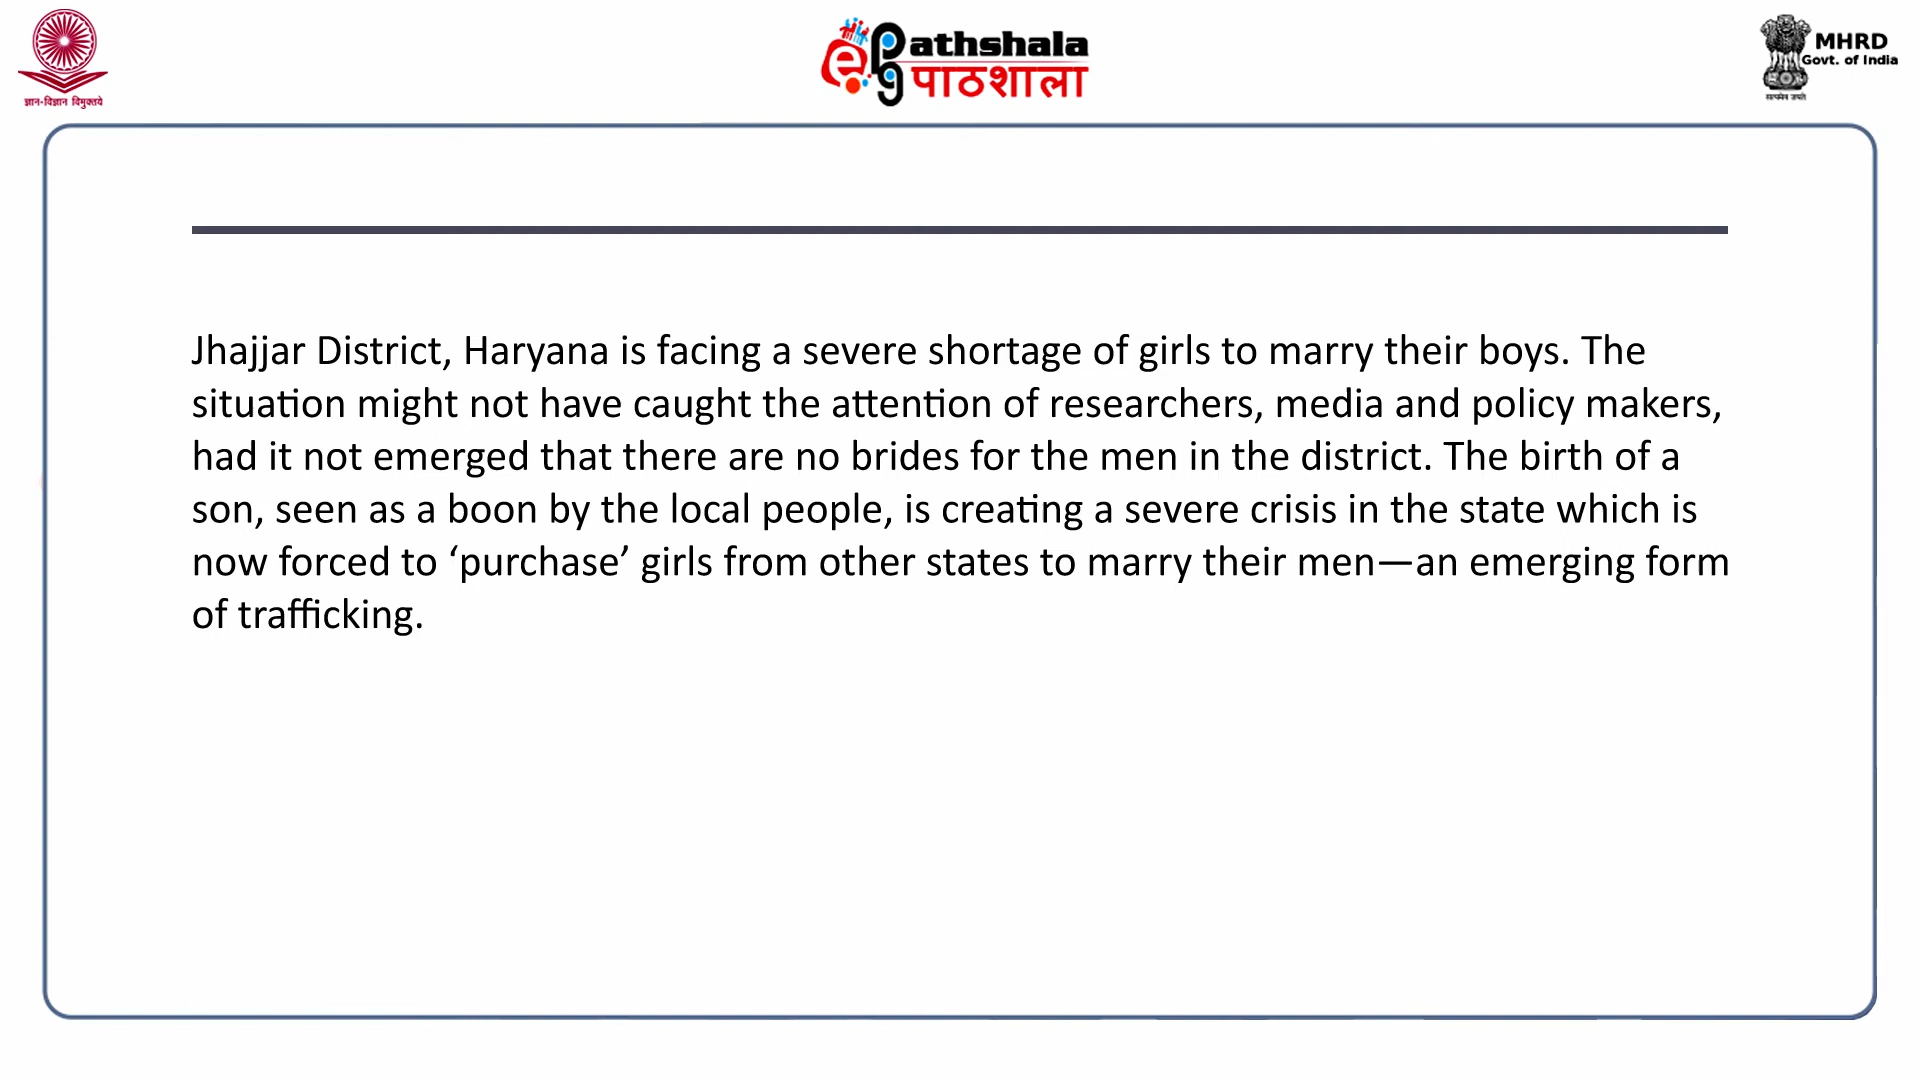 ज्ञान-विज्ञान विमुक्तये
ePg Pathshala
पाठशाला
MHRD
Govt. of India
सत्यमेव जयते
Jhajjar District, Haryana is facing a severe shortage of girls to marry their boys. The
situation might not have caught the attention of researchers, media and policy makers,
had it not emerged that there are no brides for the men in the district. The birth of a
son, seen as a boon by the local people, is creating a severe crisis in the state which is
now forced to ‘purchase’ girls from other states to marry their men—an emerging form
of trafficking.